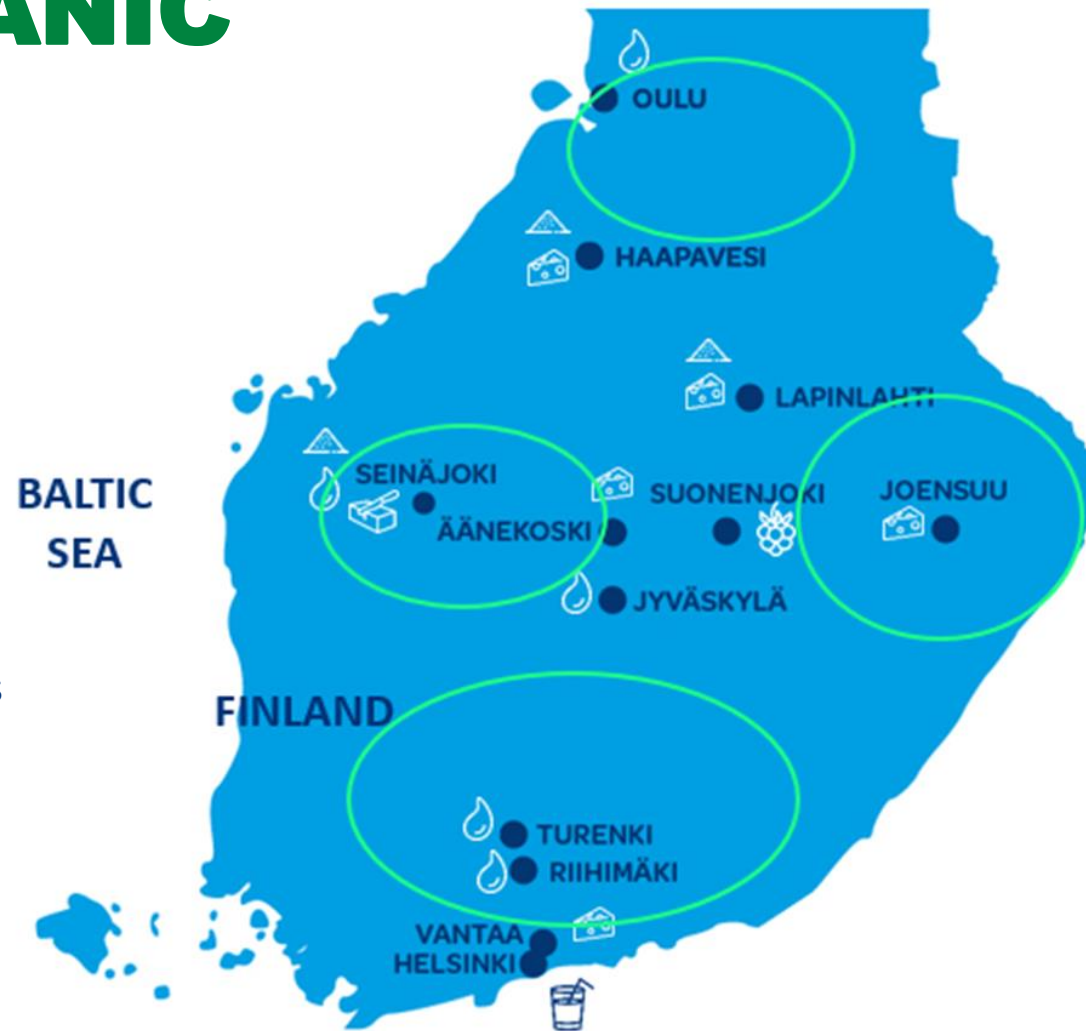 ANIC
OULU
HAAPAVESI
LAPINLAHTI
SEINÄJOKI
SUONENJOKI
JOENSUU
BALTIC
SEA
ÄÄNEKOSKI
JYVÄSKYLÄ
FINLAND
TURENKI
RIIHIMÄKI
VANTAA
HELSINKI